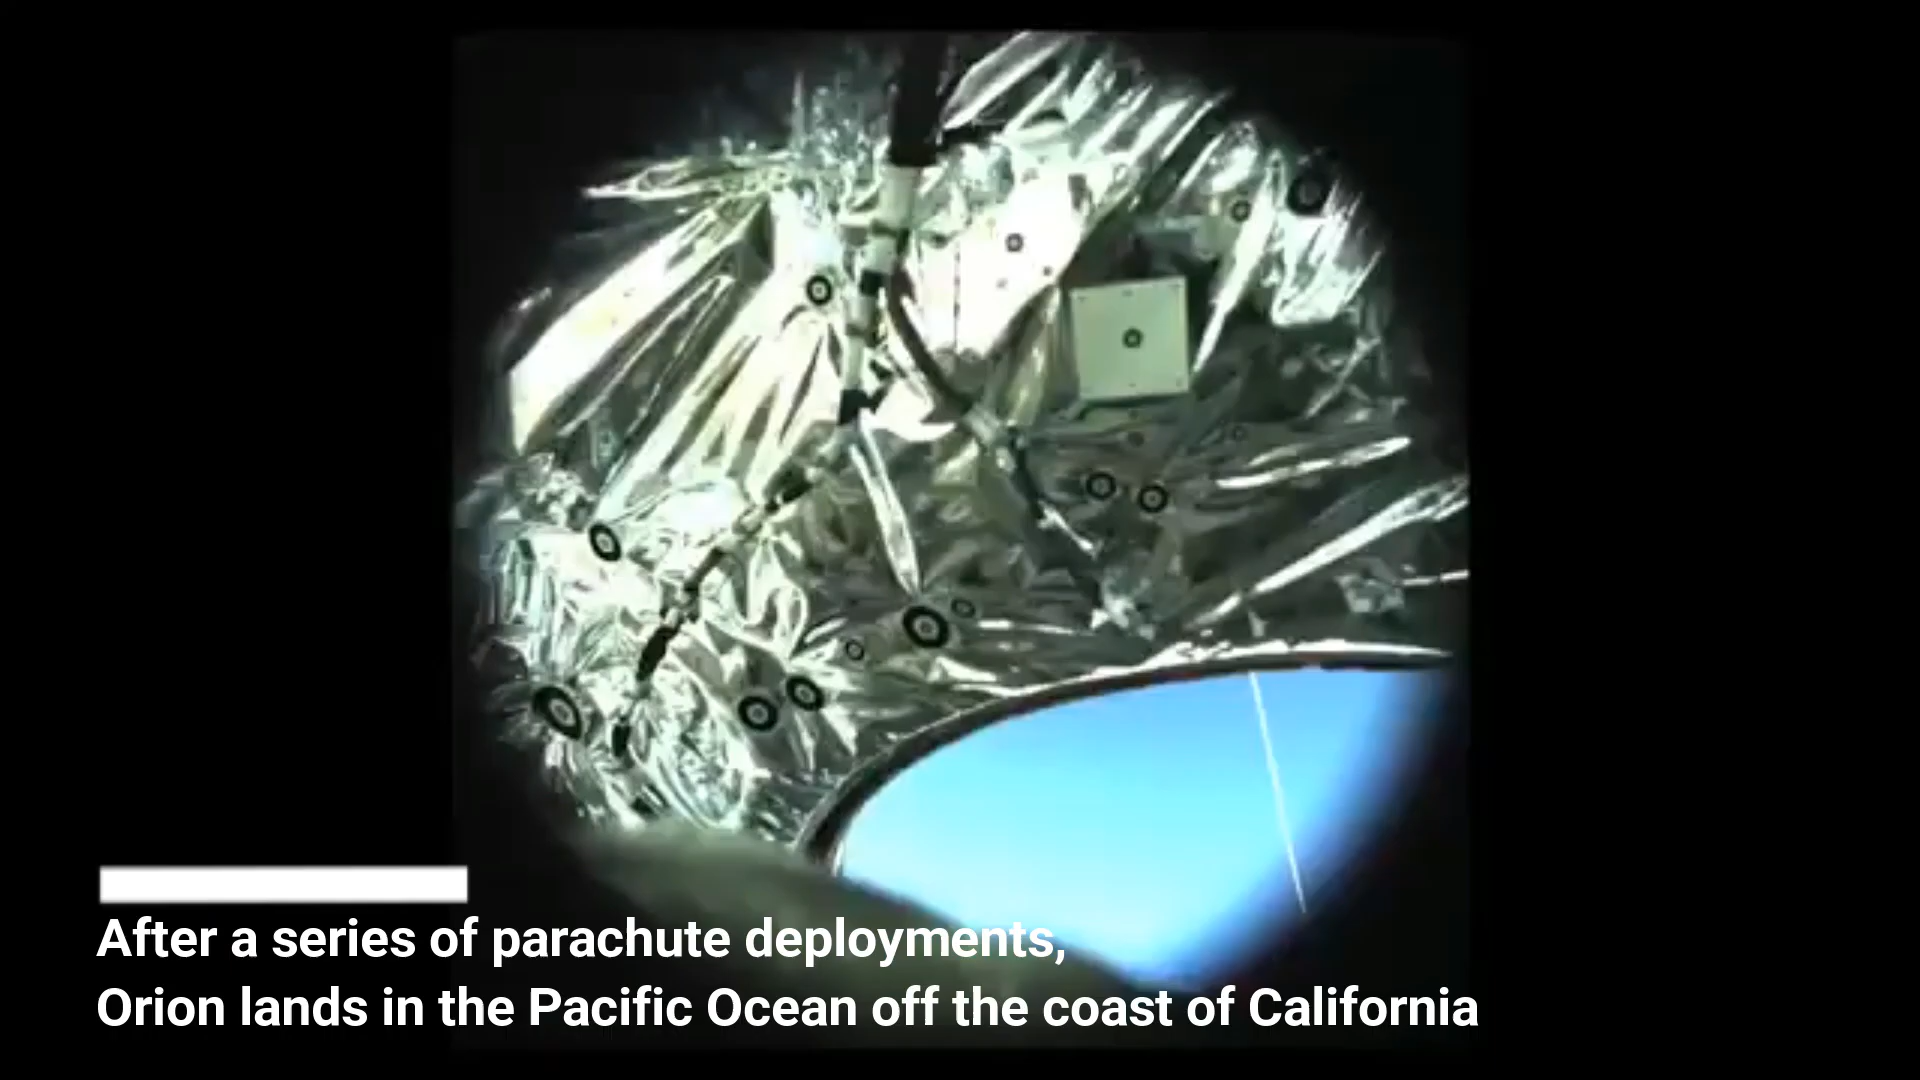 After a series of parachute deployments,
Orion lands in the Pacific Ocean off the coast of California